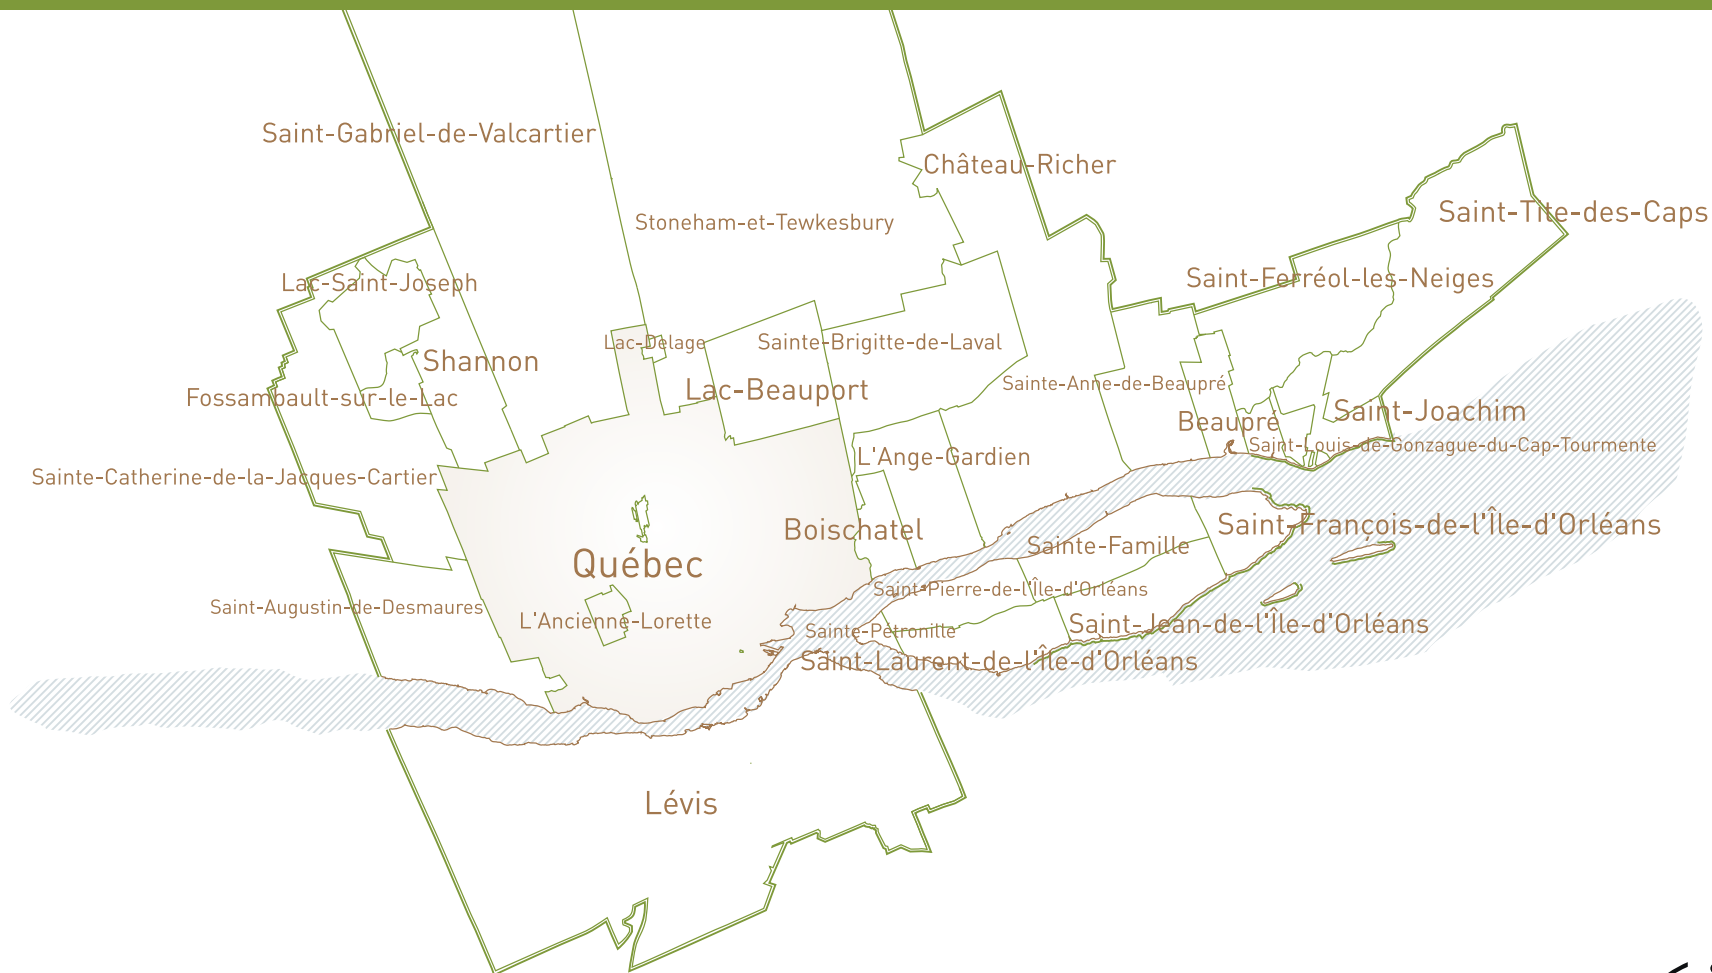 Saint-Gabriel-de-Valcartier
Château-Richer
Saint-Tite-des-Caps
Stoneham-et-Tewkesbury
Saint-Ferréol-les-Neiges
Lac-Saint-Joseph
Lac-Delage
Sainte-Brigitte-de-Laval
Shannon
Sainte-Anne-de-Beaupré
Lac-Beauport
Fossambault-sur-le-Lac
Saint-Joachim
Beaupré
Saint-Louis-de-Gonzague-du-Cap-Tourmente
L'Ange-Gardien
Sainte-Catherine-de-la-Jacques-Cartier
Saint-François-de-l'Île-d'Orléans
Boischatel
Sainte-Famille
Québec
Saint-Pierre-de-l'Île-d'Orléans
Saint-Augustin-de-Desmaures
L'Ancienne-Lorette
Saint-Jean-de-l'Île-d'Orléans
Sainte-Pétronille
Saint-Laurent-de-l'Île-d'Orléans
Lévis